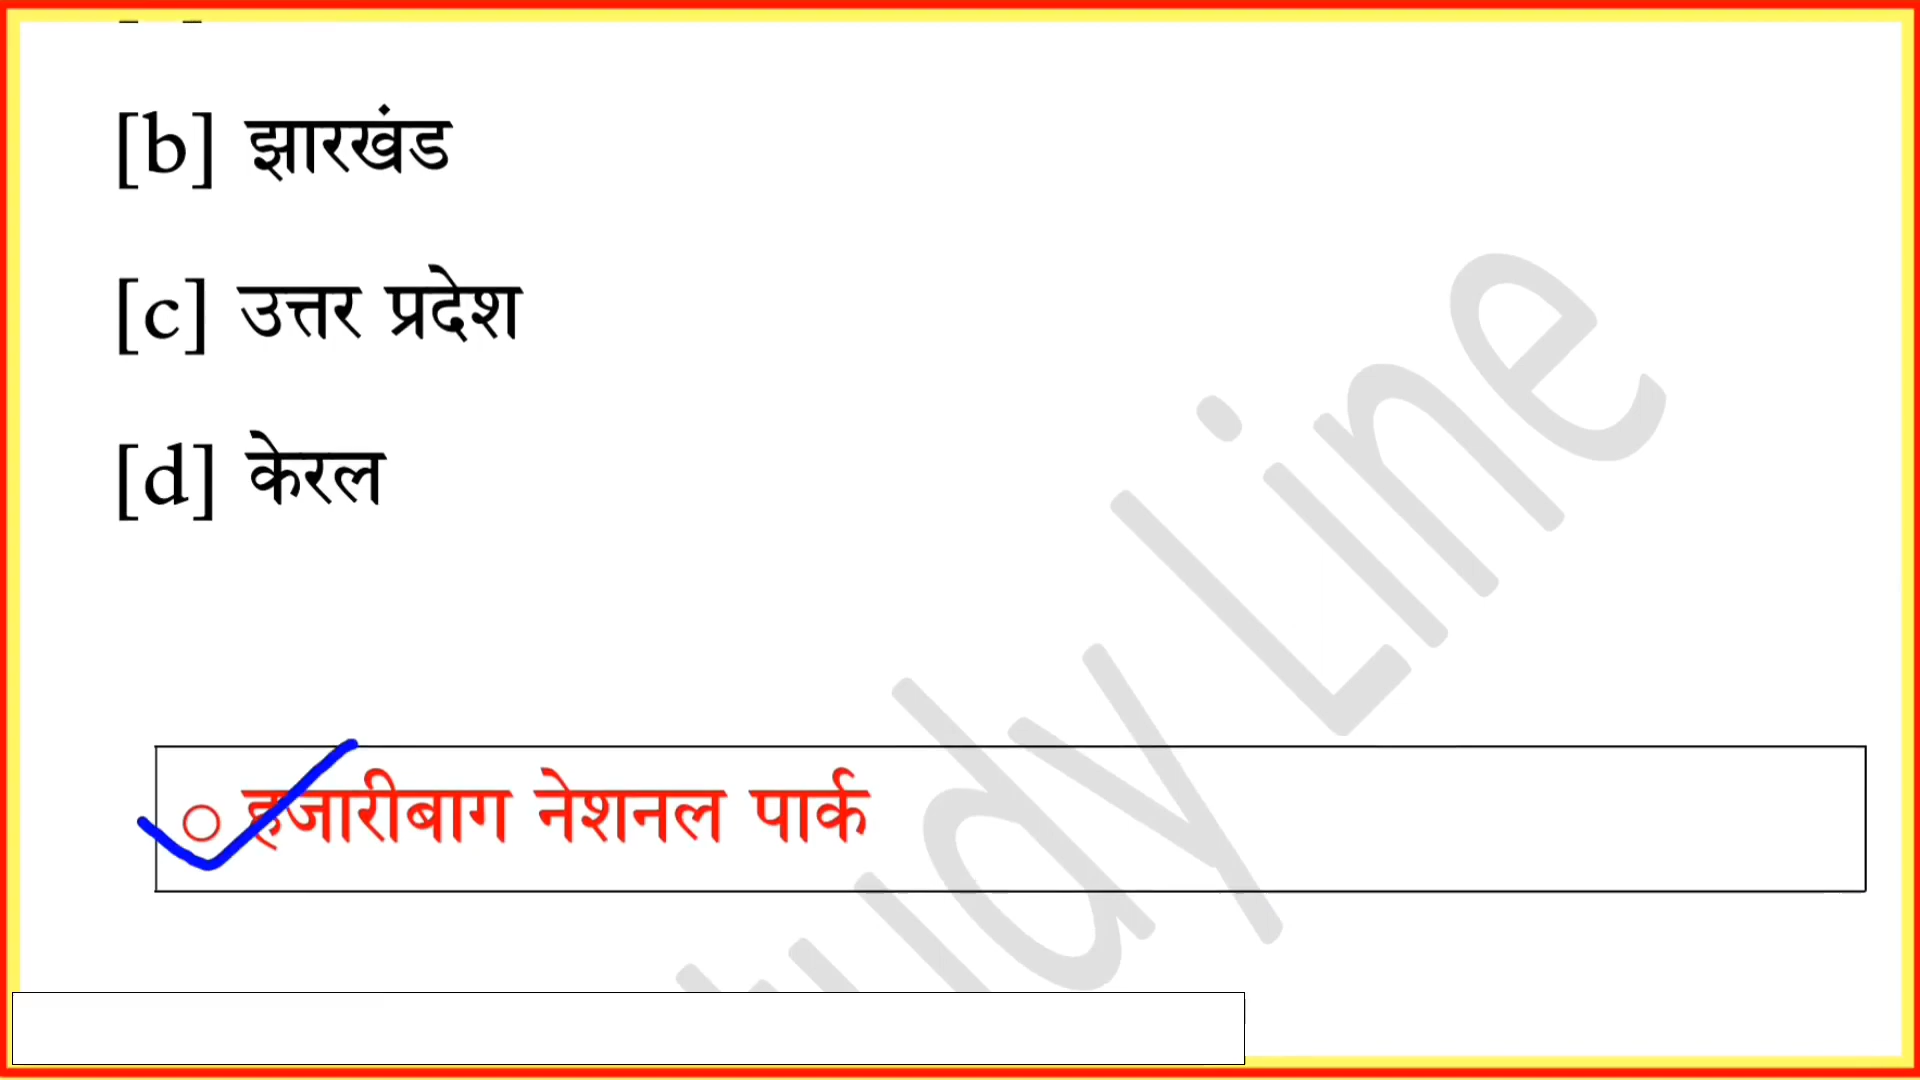 [b] झारखंड
[c] उत्तर प्रदेश
[d] केरल
○ हजारीबाग नेशनल पार्क